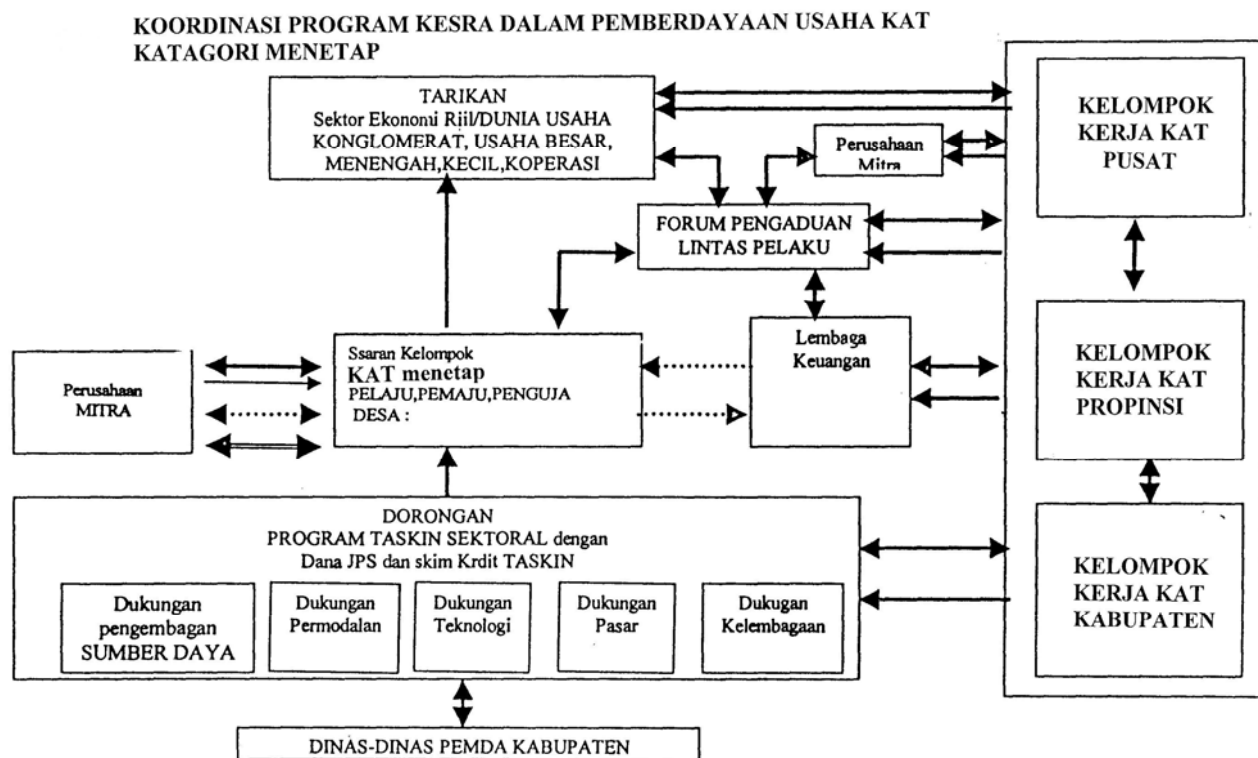 KOORDINASI PROGRAM KESRA DALAM PEMBERDAYAAN USAHA KAT
KATAGORI MENETAP
TARIKAN
Sektor Ekonomi Riil/DUNIA USAHA
KONGLOMERAT, USAHA BESAR,
MENENGAH,KECIL,KOPERASI
Perusahaan
Mitra
FORUM PENGADUAN
LINTAS PELAKU
KELOMPOK
KERJA KAT
PUSAT
Perusahaan
MITRA
Ssaran Kelompok
KAT menetap
PELAJU,PEMAJU,PENGUJA
DESA :
Lembaga
Keuangan
KELOMPOK
KERJA KAT
PROPINSI
DORONGAN
PROGRAM TASKIN SEKTORAL dengan
Dana JPS dan skim Krdit TASKIN
Dukungan
pengembagan
SUMBER DAYA
Dukungan
Permodalan
Dukungan
Teknologi
Dukungan
Pasar
Dukugan
Kelembagaan
KELOMPOK
KERJA KAT
KABUPATEN
DINAS-DINAS PEMDA KABUPATEN